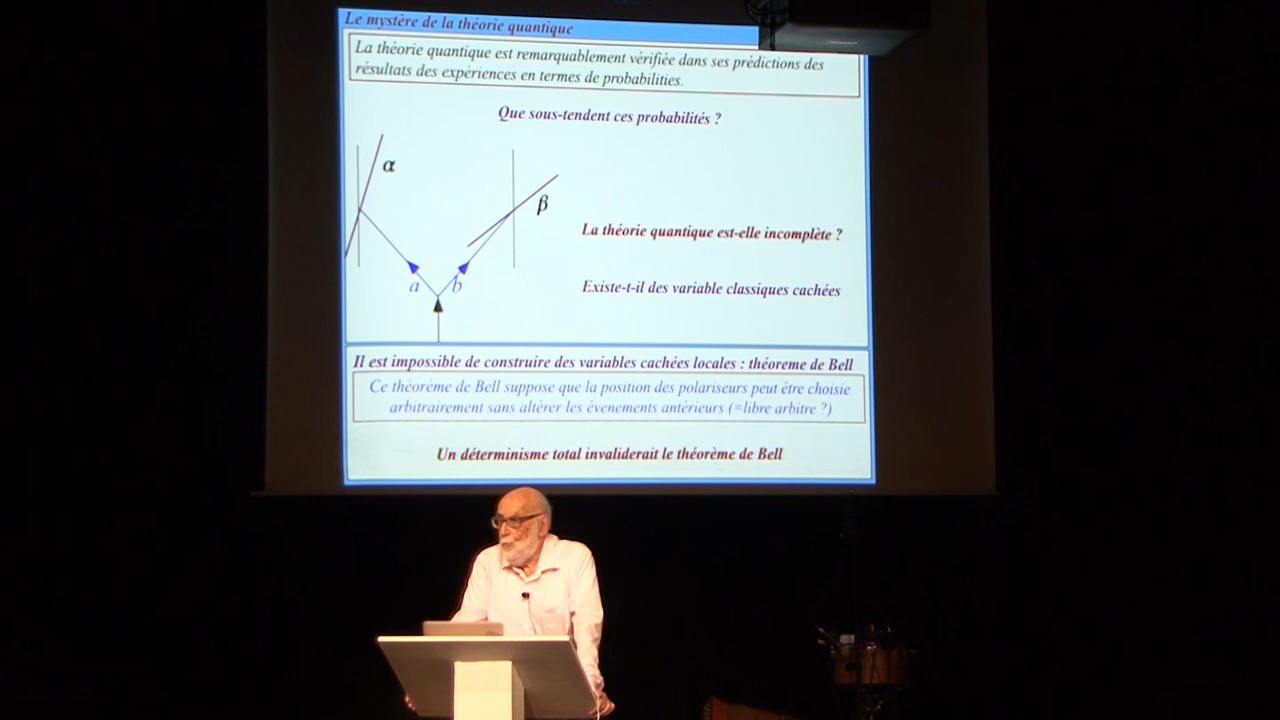 Le mystère de la théorie quantique
La théorie quantique est remarquablement vérifiée dans ses prédictions des
résultats des expériences en termes de probabilities.
Que sous-tendent ces probabilités ?
α
β
La théorie quantique est-elle incomplète ?
a
b
Existe-t-il des variable classiques cachées
Il est impossible de construire des variables cachées locales : théoreme de Bell
Ce théorème de Bell suppose que la position des polariseurs peut être choisie
arbitrairement sans altérer les évenements antérieurs (=libre arbitre ?)
Un déterminisme total invaliderait le théorème de Bell